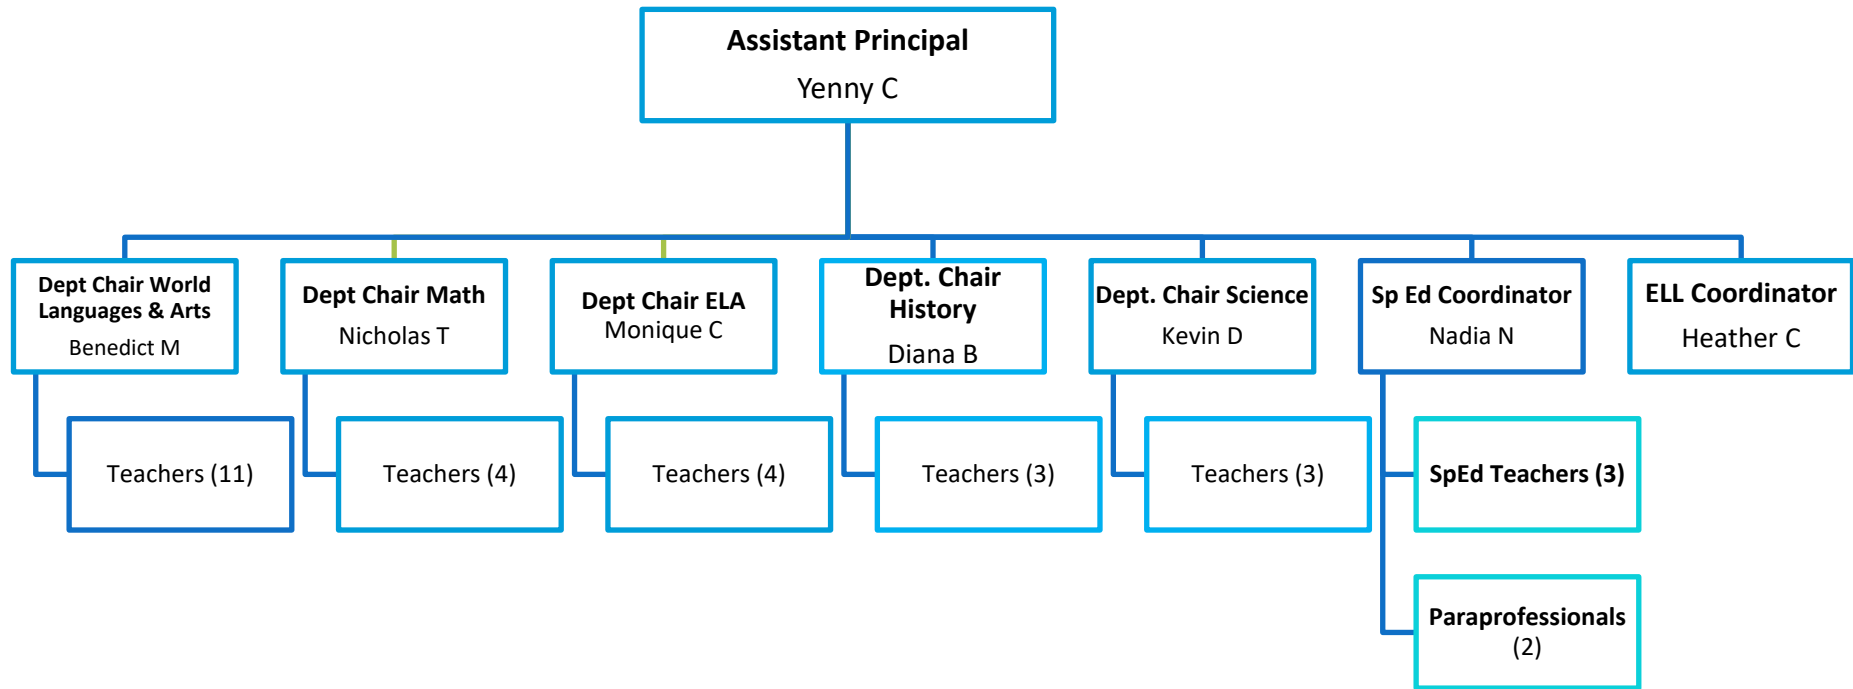 Assistant Principal
Yenny C
Dept Chair World
Languages & Arts
Benedict M
Dept Chair Math
Nicholas T
Dept Chair ELA
Monique C
Dept. Chair
History
Diana B
Dept. Chair Science
Kevin D
Sp Ed Coordinator
Nadia N
ELL Coordinator
Heather C
Teachers (11)
Teachers (4)
Teachers (4)
Teachers (3)
Teachers (3)
SpEd Teachers (3)
Paraprofessionals
(2)